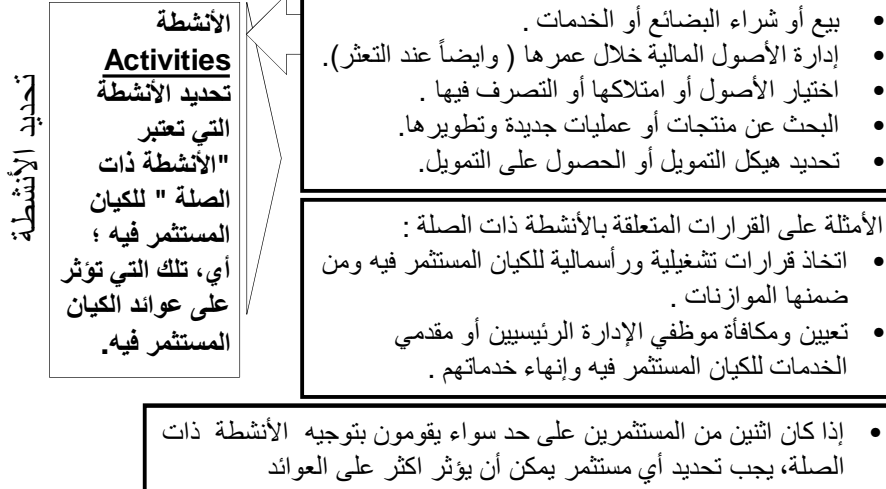 تحديد الأنشطة
الأنشطة
Activities
تحديد الأنشطة
التي تعتبر
"الأنشطة ذات
الصلة " للكيان
المستثمر فيه ؛
أي، تلك التي تؤثر
على عوائد الكيان
المستثمر فيه.
• بيع أو شراء البضائع أو الخدمات .
• إدارة الأصول المالية خلال عمرها ( وايضاً عند التعثر).
• اختيار الأصول أو امتلاكها أو التصرف فيها .
• البحث عن منتجات أو عمليات جديدة وتطويرها.
• تحديد هيكل التمويل أو الحصول على التمويل.
الأمثلة على القرارات المتعلقة بالأنشطة ذات الصلة :
• اتخاذ قرارات تشغيلية ورأسمالية للكيان المستثمر فيه ومن
ضمنها الموازنات .
• تعيين ومكافأة موظفي الإدارة الرئيسيين أو مقدمي
الخدمات للكيان المستثمر فيه وإنهاء خدماتهم .
• إذا كان اثنين من المستثمرين على حد سواء يقومون بتوجيه الأنشطة ذات
الصلة، يجب تحديد أي مستثمر يمكن أن يؤثر اكثر على العوائد